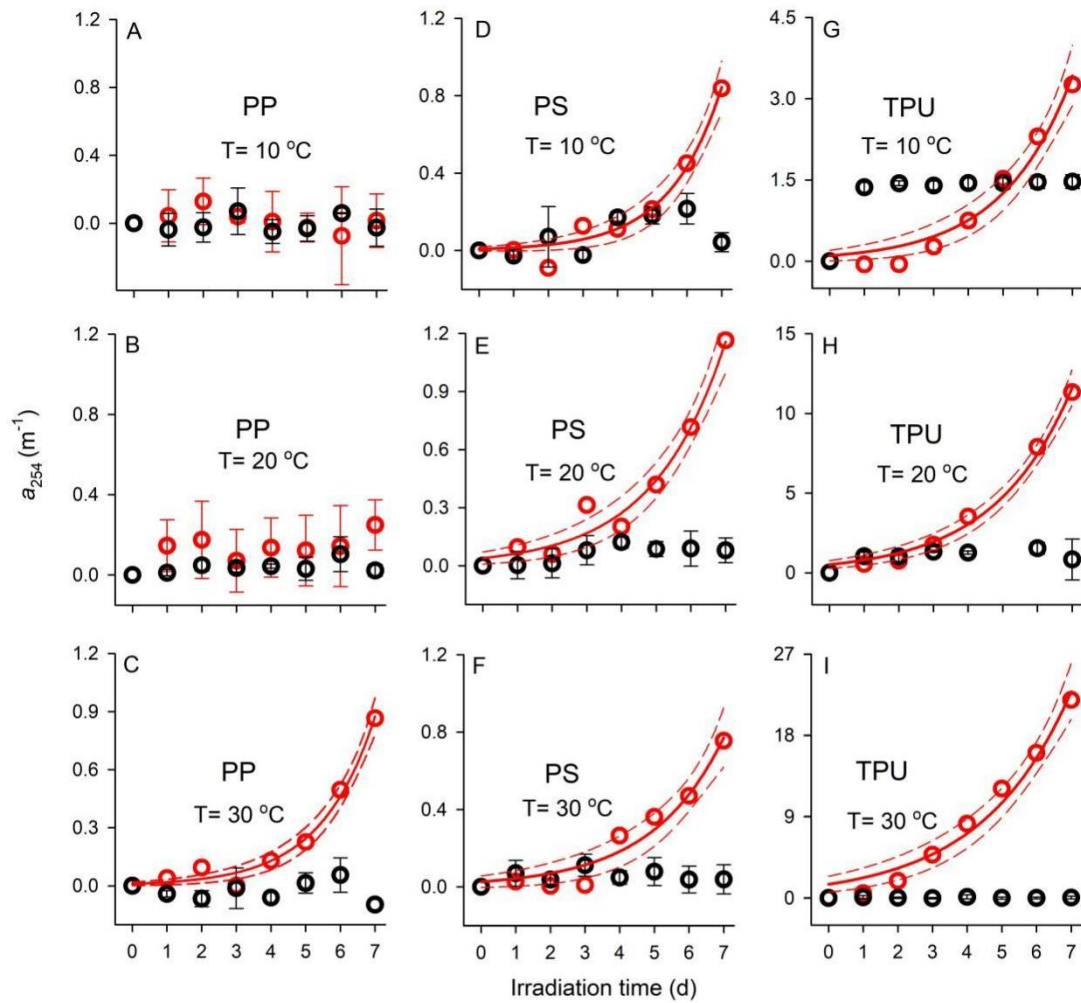 A
PP
T= 10 °C
1.2
0.8
0.4
0.0
D
PS
T= 10 °C
1.2
0.8
0.4
0.0
G
TPU
T= 10 °C
4.5
3.0
1.5
0.0
B
PP
T= 20 °C
1.2
0.8
0.4
0.0
E
PS
T= 20 °C
1.2
0.9
0.6
0.3
0.0
H
TPU
T= 20 °C
15
10
5
0
C
PP
T= 30 °C
1.2
0.9
0.6
0.3
0.0
F
PS
T= 30 °C
1.2
0.8
0.4
0.0
I
TPU
T= 30 °C
27
18
9
0
a254 (m-1)
0 1 2 3 4 5 6 7
0 1 2 3 4 5 6 7
0 1 2 3 4 5 6 7
Irradiation time (d)